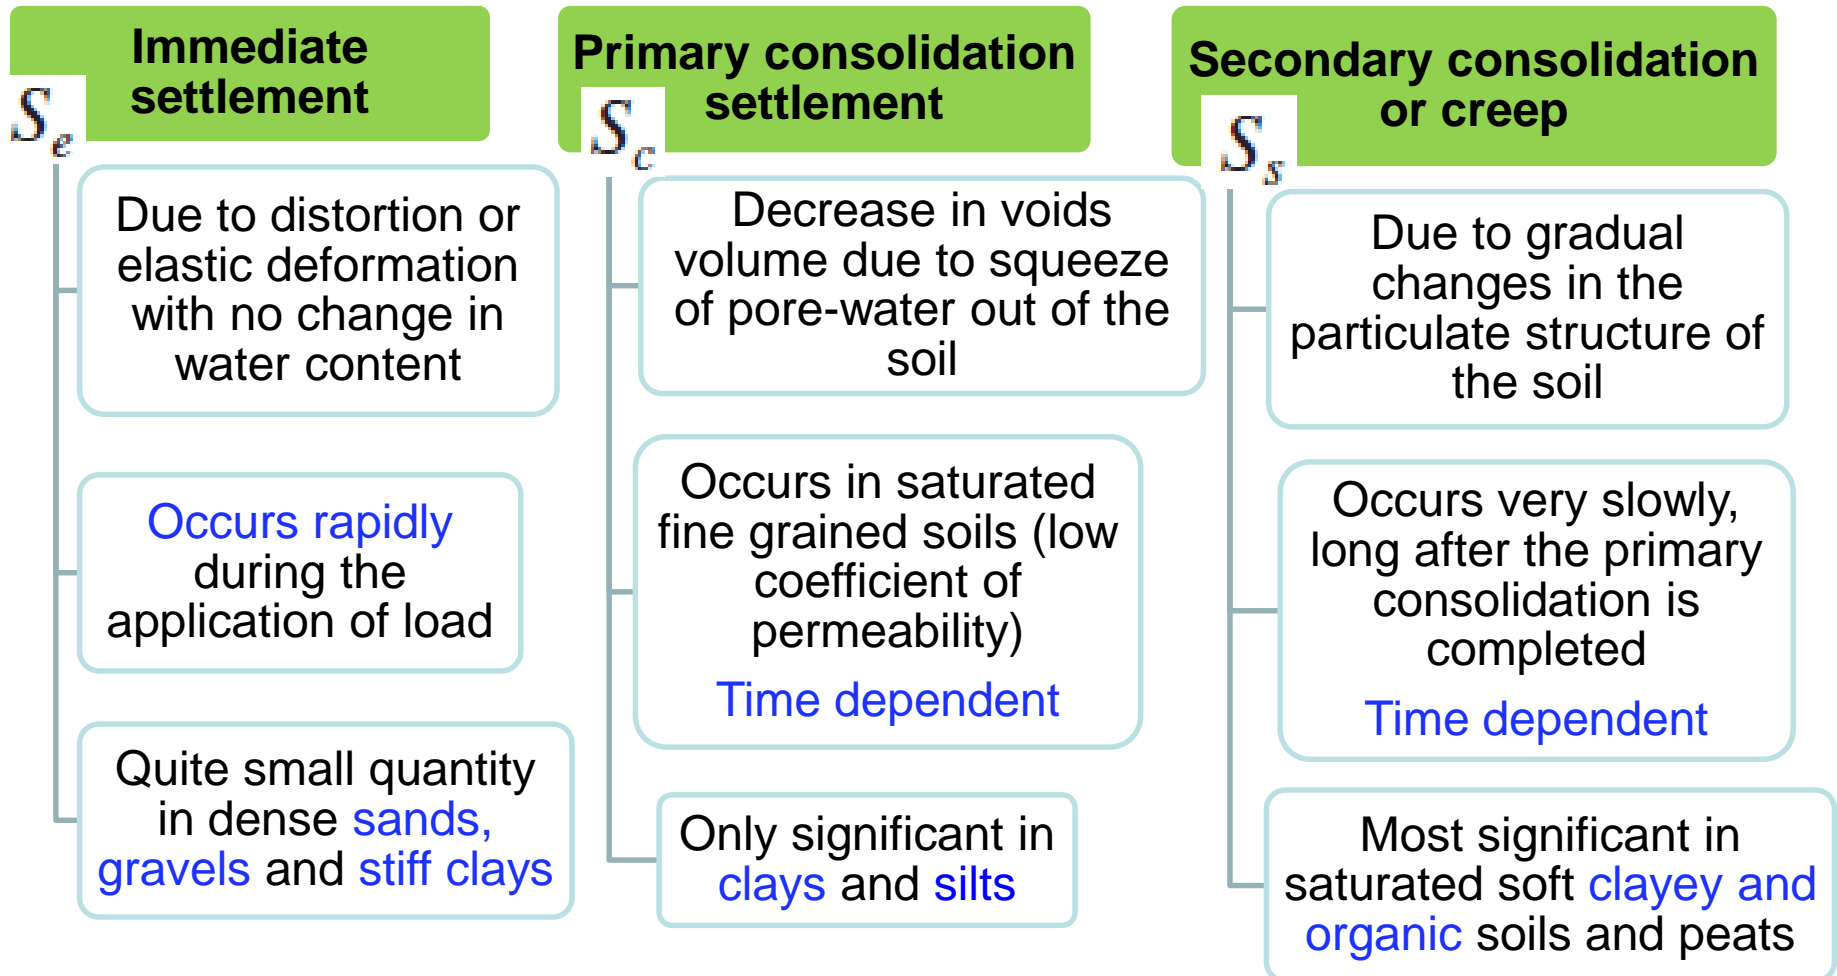 Immediate
settlement
S_e
Due to distortion or
elastic deformation
with no change in
water content
Occurs rapidly
during the
application of load
Quite small quantity
in dense sands,
gravels and stiff clays
Primary consolidation
settlement
S_c
Decrease in voids
volume due to squeeze
of pore-water out of the
soil
Occurs in saturated
fine grained soils (low
coefficient of
permeability)
Time dependent
Only significant in
clays and silts
Secondary consolidation
or creep
S_s
Due to gradual
changes in the
particulate structure of
the soil
Occurs very slowly,
long after the primary
consolidation is
completed
Time dependent
Most significant in
saturated soft clayey and
organic soils and peats